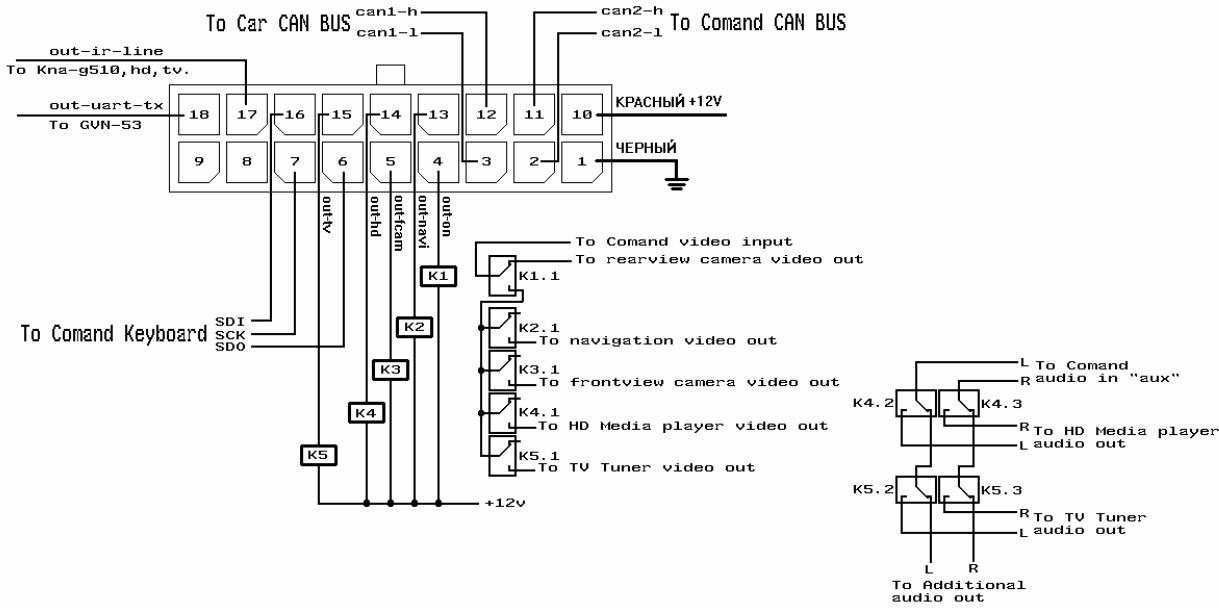 To Car CAN BUS
can1-h
can1-l
can2-h
can2-l
To Comand CAN BUS
out-ir-line
To Kna-g510,hd,tv.
out-uart-tx
To GVN-53
18 17 16 15 14 13 12 11 10
КРАСНЫЙ +12V
9 8 7 6 5 4 3 2 1
ЧЕРНЫЙ
out-tv
out-hd
out-fcam
out-navi
out-on
To Comand video input
To rearview camera video out
K1
K1.1
To Comand Keyboard
SDI
SCK
SDO
K2
K2.1
To navigation video out
K3
K3.1
To frontview camera video out
K4
K4.1
To HD Media player video out
K5
K5.1
To TV Tuner video out
+12v
L To Comand
R audio in "aux"
K4.2
K4.3
R To HD Media player
L audio out
K5.2
K5.3
R To TV Tuner
L audio out
L R
To Additional
audio out